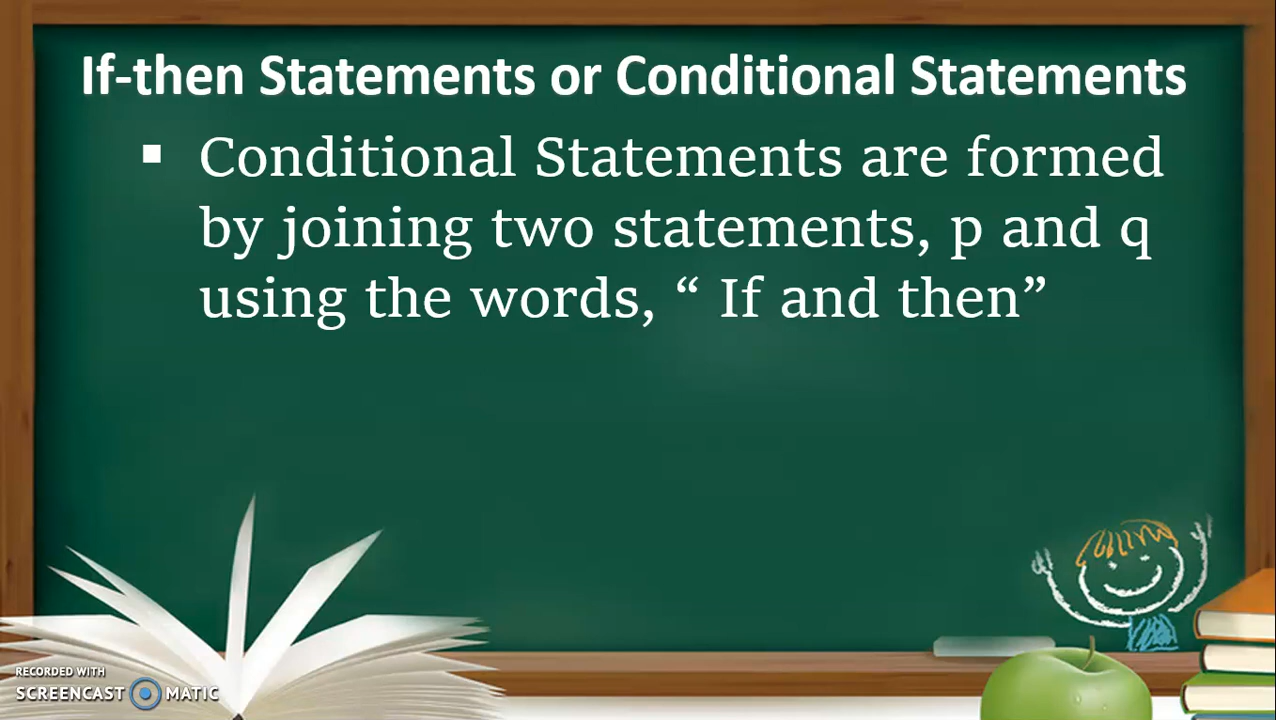 If-then Statements or Conditional Statements
▪ Conditional Statements are formed
by joining two statements, p and q
using the words, “ If and then”
RECORDED WITH
SCREENCAST MATIC